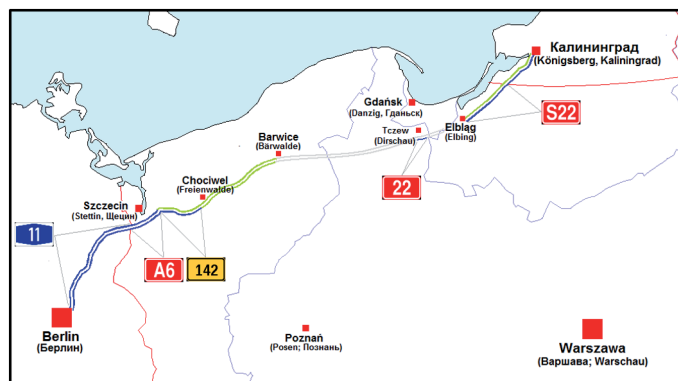 Калининград
(Königsberg, Kaliningrad)
Gdańsk
(Danzig, Гданьск)
S22
Tczew
(Dirschau)
Elbląg
(Elbing)
Barwice
(Bärwalde)
22
Chociwel
(Freienwalde)
Szczecin
(Stettin, Щецин)
11
A6
142
Berlin
(Берлин)
Poznań
(Posen; Познань)
Warszawa
(Варшава; Warschau)